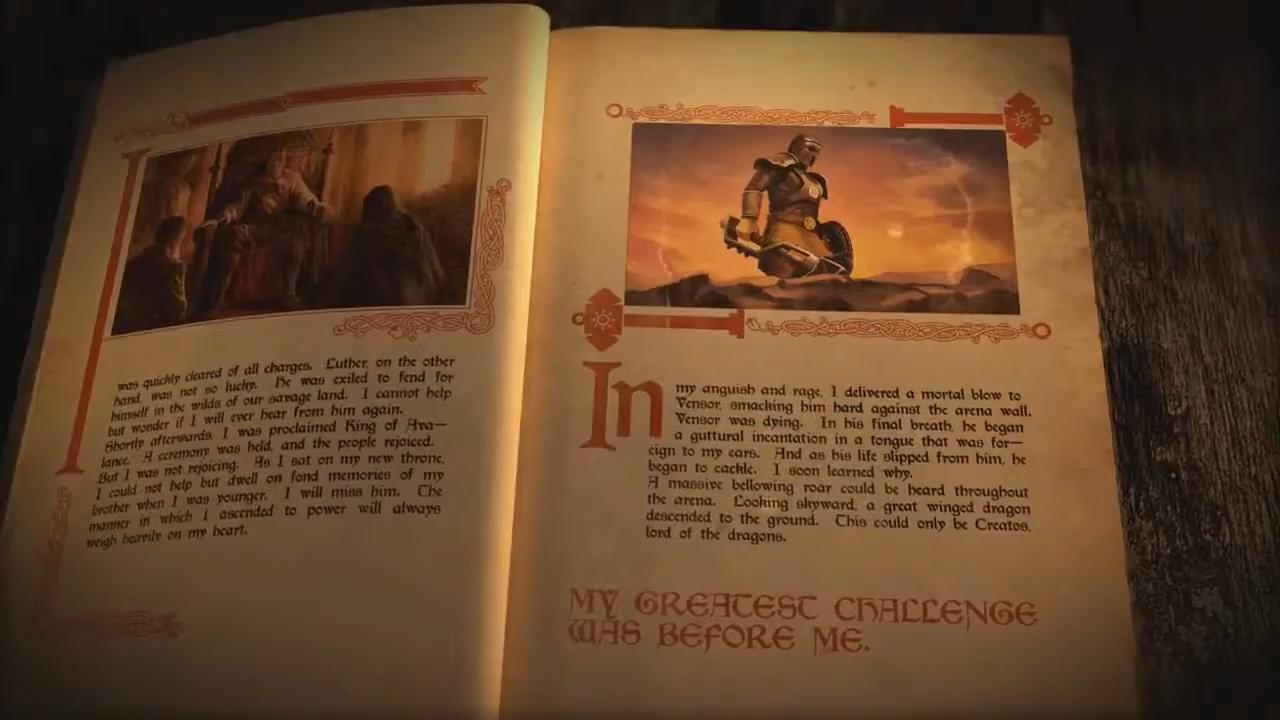 was quickly cleared of all charges. Luther, on the other
hand, was not so lucky. He was exiled to fend for
himself in the wilds of our savage land. I cannot help
but wonder if I will ever hear from him again.
Shortly afterwards, I was proclaimed King of Ava—
lance. A ceremony was held, and the people rejoiced.
But I was not rejoicing. As I sat on my new throne,
I could not help but dwell on fond memories of my
brother when I was younger. I will miss him. The
manner in which I ascended to power will always
weigh heavily on my heart.
In my anguish and rage, I delivered a mortal blow to
Vensor, smacking him hard against the arena wall.
Vensor was dying. In his final breath, he began
a guttural incantation in a tongue that was for—
eign to my ears. And as his life slipped from him, he
began to cackle. I soon learned why.
A massive bellowing roar could be heard throughout
the arena. Looking skyward, a great winged dragon
descended to the ground. This could only be Creatos,
lord of the dragons.
MY GREATEST CHALLENGE
WAS BEFORE ME.